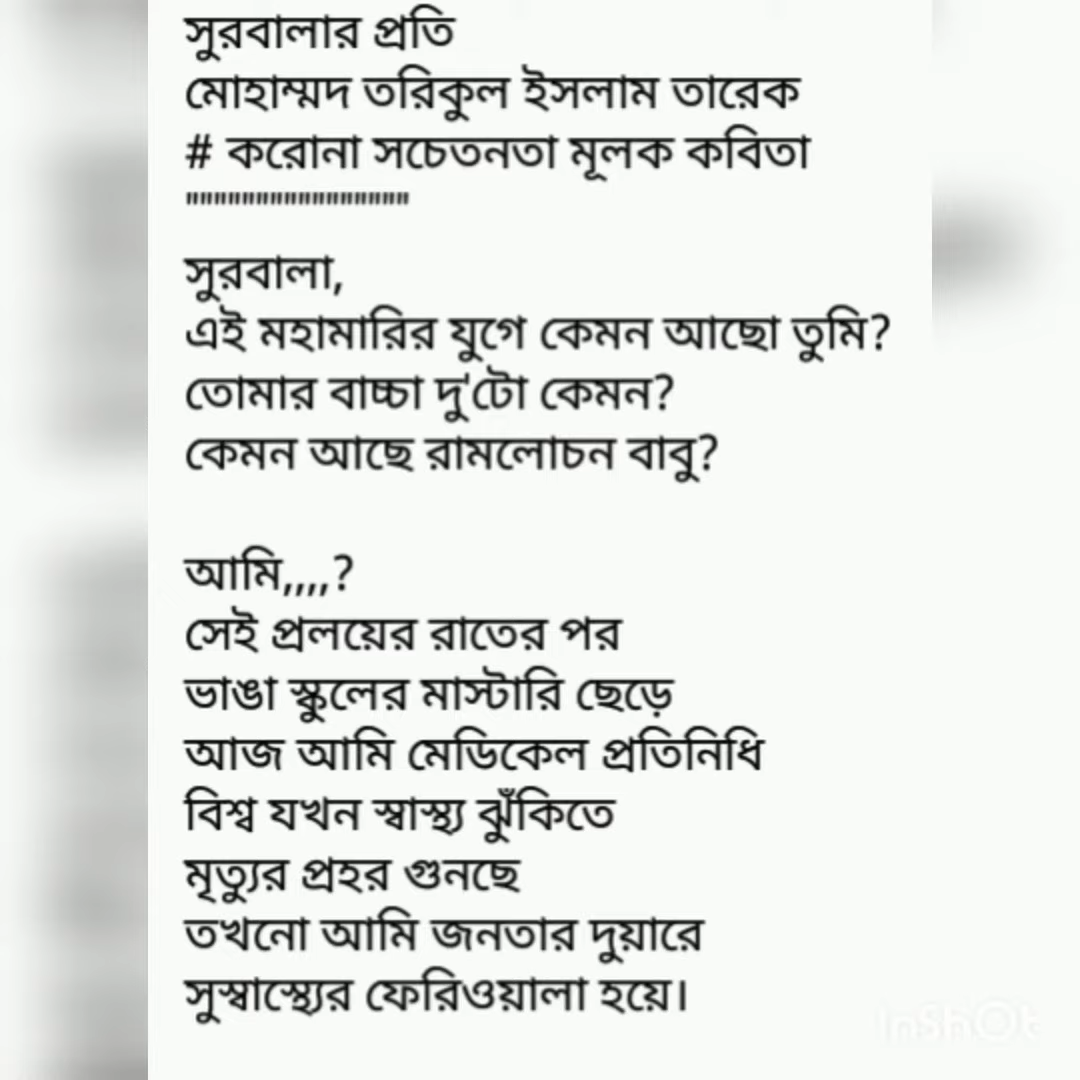 সুরবালার প্রতি
মোহাম্মদ তরিকুল ইসলাম তারেক
# করোনা সচেতনতা মূলক কবিতা
""""""""""""""""""""
সুরবালা,
এই মহামারির যুগে কেমন আছো তুমি?
তোমার বাচ্চা দু'টো কেমন?
কেমন আছে রামলোচন বাবু?
আমি,,,,?
সেই প্রলয়ের রাতের পর
ভাঙা স্কুলের মাস্টারি ছেড়ে
আজ আমি মেডিকেল প্রতিনিধি
বিশ্ব যখন স্বাস্থ্য ঝুঁকিতে
মৃত্যুর প্রহর গুনছে
তখনো আমি জনতার দুয়ারে
সুস্বাস্থ্যের ফেরিওয়ালা হয়ে।
InShOt